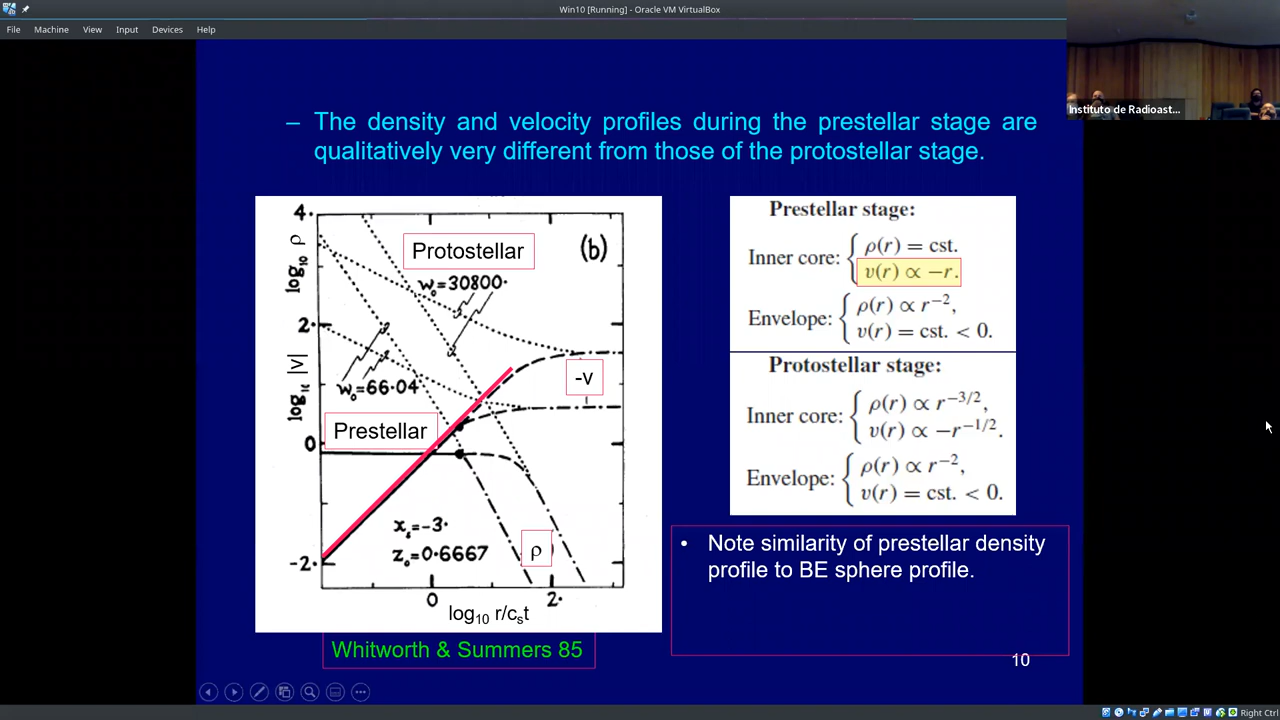 Win10 [Running] - Oracle VM VirtualBox
File Machine View Input Devices Help
Instituto de Radioast...
– The density and velocity profiles during the prestellar stage are
qualitatively very different from those of the protostellar stage.
4.
Protostellar
(b)
log₁₀ ρ
w₀=30800.
2.
log₁₀ |v|
w₀=66.04
-v
Prestellar
0
xₛ=-3.
z₀=0.6667
ρ
-2.
0
2.
log₁₀ r/cₛt
Whitworth & Summers 85
Prestellar stage:
Inner core: { ρ(r) = cst.
v(r) ∝ −r.
Envelope: { ρ(r) ∝ r⁻²,
v(r) = cst. < 0.
Protostellar stage:
Inner core: { ρ(r) ∝ r⁻³/²,
v(r) ∝ −r⁻¹/².
Envelope: { ρ(r) ∝ r⁻²,
v(r) = cst. < 0.
• Note similarity of prestellar density
profile to BE sphere profile.
10
Right Ctrl